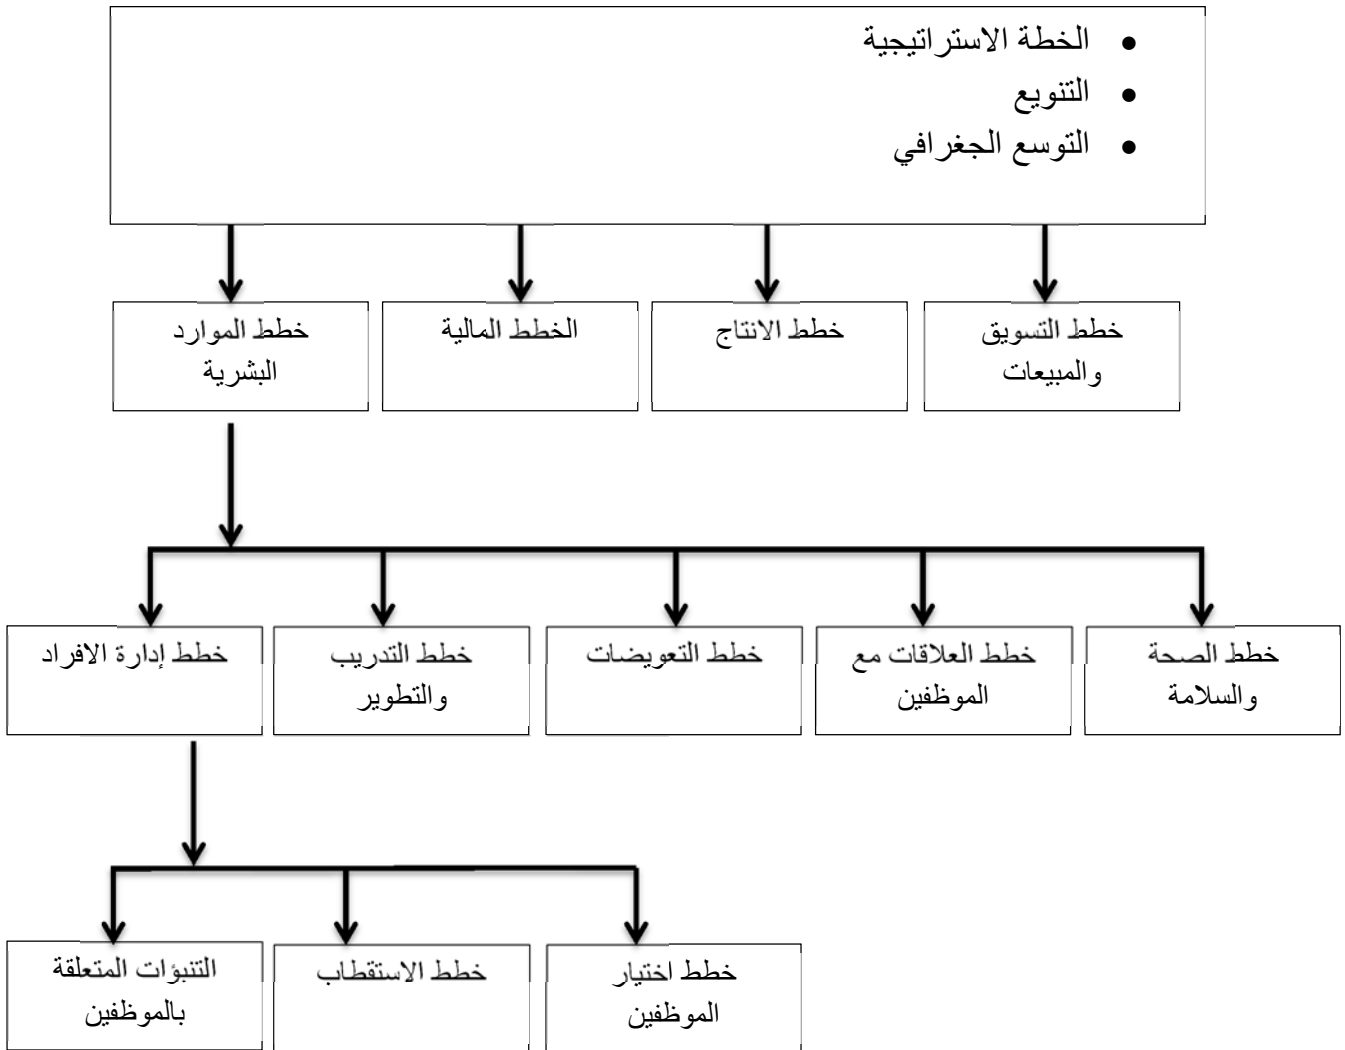 • الخطة الاستراتيجية
• التنويع
• التوسع الجغرافي
خطط التسويق
والمبيعات
خطط الانتاج
الخطط المالية
خطط الموارد
البشرية
خطط الصحة
والسلامة
خطط العلاقات مع
الموظفين
خطط التعويضات
خطط التدريب
والتطوير
خطط إدارة الافراد
خطط اختيار
الموظفين
خطط الاستقطاب
التنبؤات المتعلقة
بالموظفين